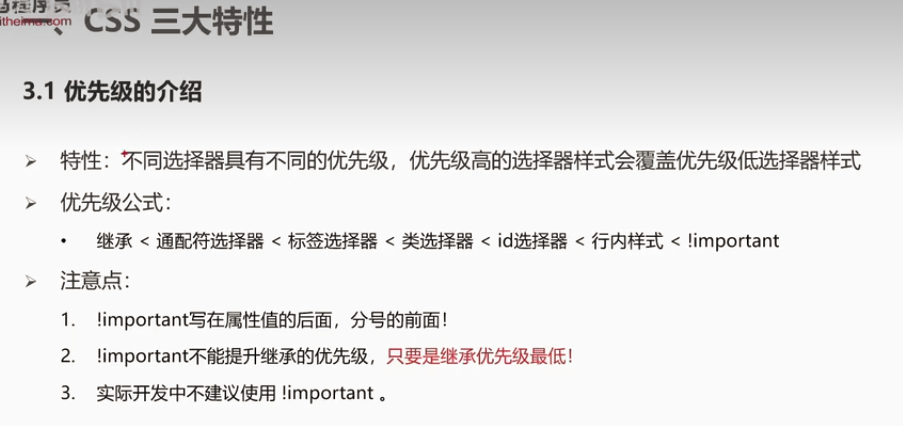 马程序员
itheima.com
、CSS 三大特性
3.1 优先级的介绍
➢ 特性：不同选择器具有不同的优先级，优先级高的选择器样式会覆盖优先级低选择器样式
➢ 优先级公式：
• 继承 < 通配符选择器 < 标签选择器 < 类选择器 < id选择器 < 行内样式 < !important
➢ 注意点：
1. !important写在属性值的后面，分号的前面！
2. !important不能提升继承的优先级，只要是继承优先级最低！
3. 实际开发中不建议使用 !important 。